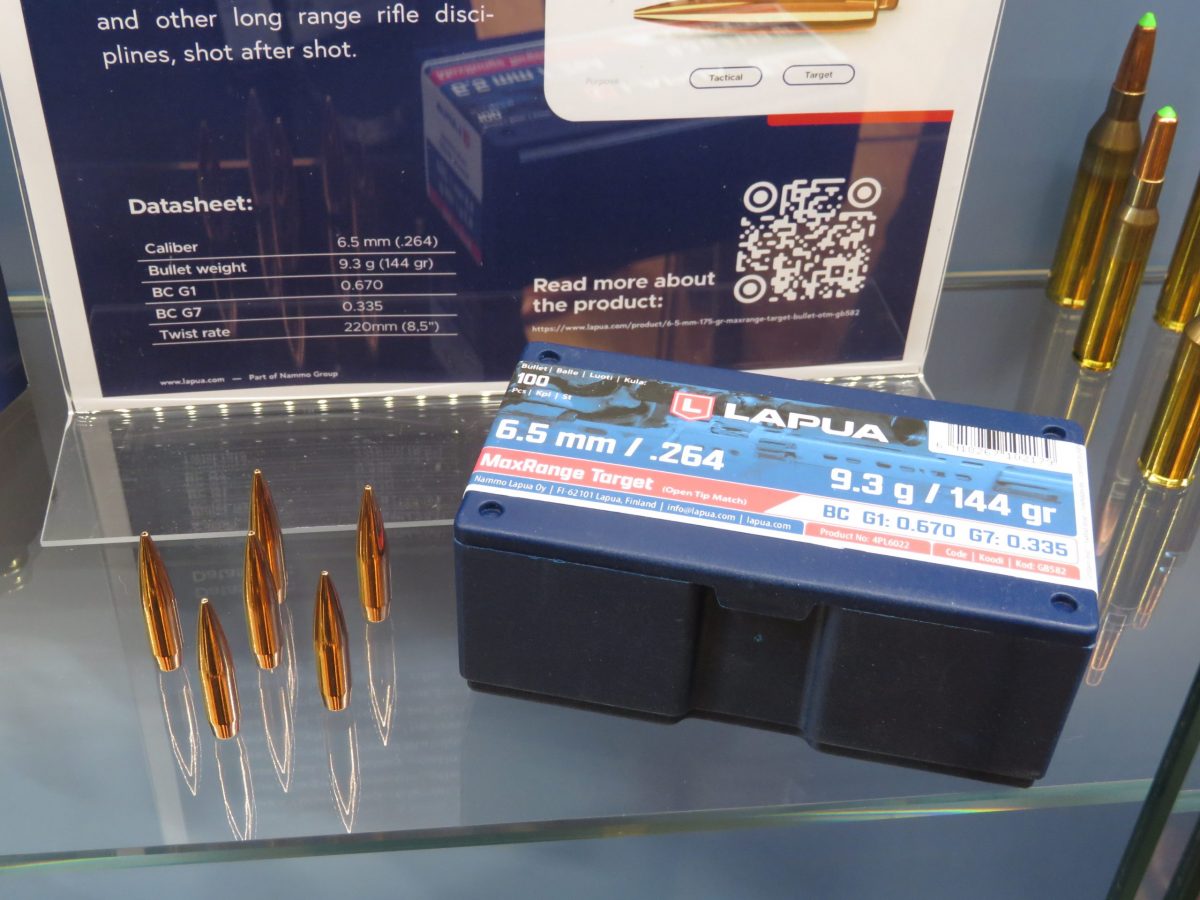 and other long range rifle disci-
plines, shot after shot.
Purpose
Tactical
Target
Datasheet:
Caliber 6.5 mm (.264)
Bullet weight 9.3 g (144 gr)
BC G1 0.670
BC G7 0.335
Twist rate 220mm (8,5")
Read more about
the product:
https://www.lapua.com/product/6-5-mm-175-gr-maxrange-target-bullet-otm-gb582
www.lapua.com — Part of Nammo Group
Bullet | Balle | Luoti | Kula:
100
Pcs | Kpl | St
L LAPUA
6.5 mm / .264
9.3 g / 144 gr
MaxRange Target (Open Tip Match)
BC G1: 0.670 G7: 0.335
Nammo Lapua Oy | FI-62101 Lapua, Finland | info@lapua.com | lapua.com
Product No: 4PL6022
Code | Koodi | Kod: GB582